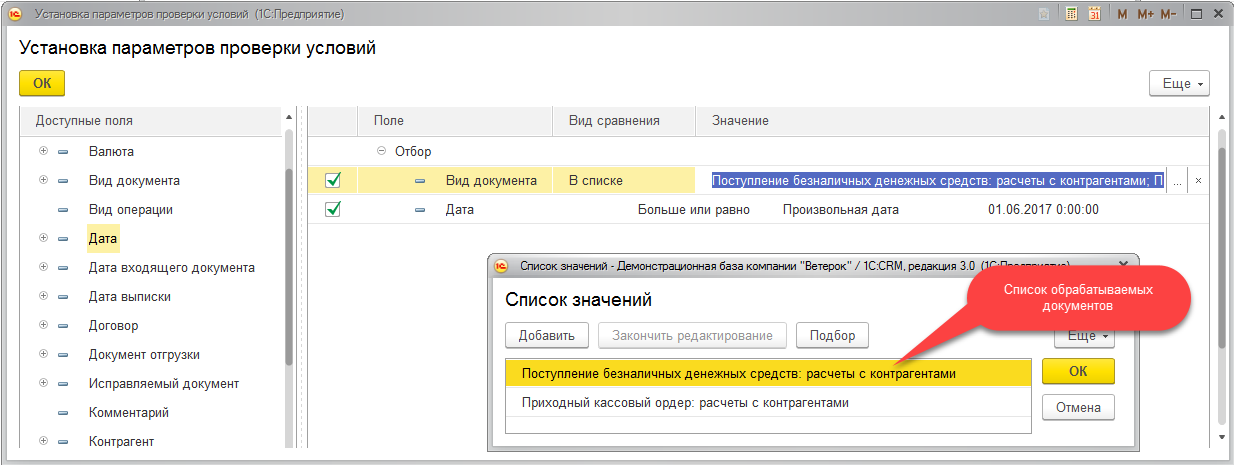 Установка параметров проверки условий (1С:Предприятие)
31 M M+ M-
Установка параметров проверки условий
ОК
Еще
Доступные поля
Валюта
Вид документа
Вид операции
Дата
Дата входящего документа
Дата выписки
Договор
Документ отгрузки
Исправляемый документ
Комментарий
Контрагент
Поле Вид сравнения Значение
Отбор
Вид документа В списке Поступление безналичных денежных средств: расчеты с контрагентами; П ... ×
Дата Больше или равно Произвольная дата 01.06.2017 0:00:00
Список значений - Демонстрационная база компании "Ветерок" / 1С:CRM, редакция 3.0 (1С:Предприятие)
Список значений
Список обрабатываемых
документов
Добавить Закончить редактирование Подбор Еще
Поступление безналичных денежных средств: расчеты с контрагентами
Приходный кассовый ордер: расчеты с контрагентами
ОК
Отмена